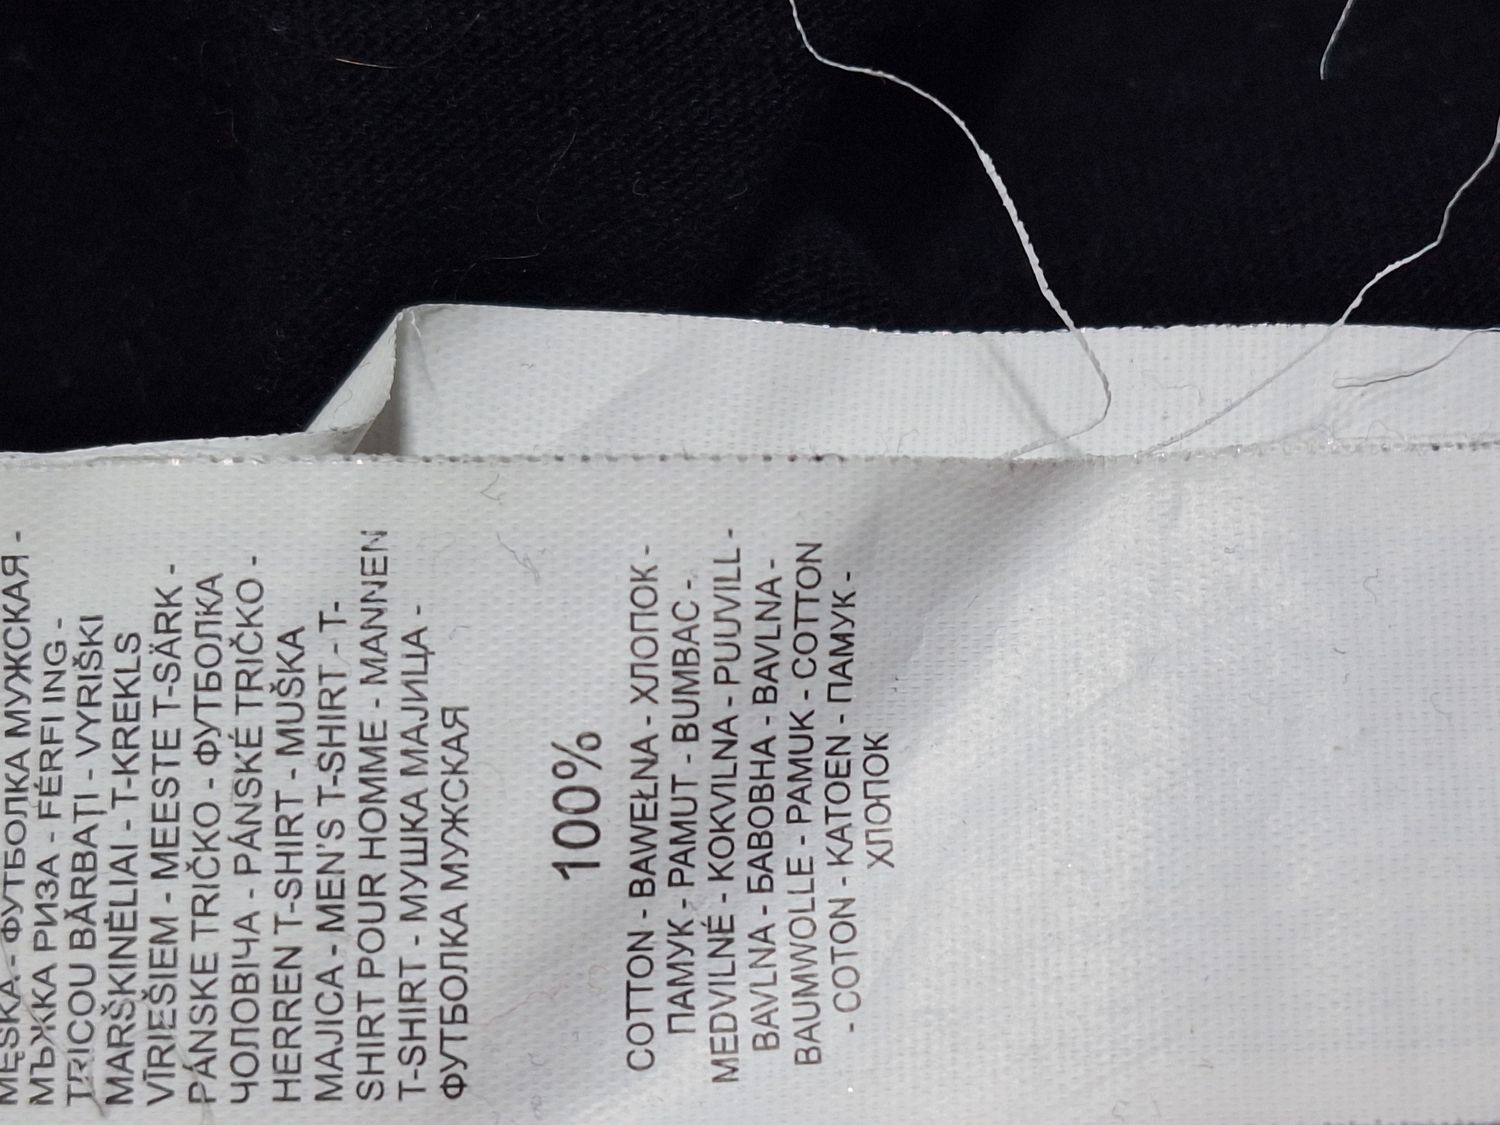 MĘSKA - ФУТБОЛКА МУЖСКАЯ -
МЪЖКА РИЗА - FÉRFI ING -
TRICOU BĂRBAȚI - VYRIŠKI
MARŠKINĖLIAI - T-KREKLS
VĪRIEŠIEM - MEESTE T-SÄRK -
PÁNSKE TRIČKO - ФУТБОЛКА
ЧОЛОВІЧА - PÁNSKÉ TRIČKO -
HERREN T-SHIRT - MUŠKA
MAJICA - MEN'S T-SHIRT - T-
SHIRT POUR HOMME - MANNEN
T-SHIRT - МУШКА МАЈИЦА -
ФУТБОЛКА МУЖСКАЯ
100%
COTTON - BAWEŁNA - ХЛОПОК -
ПАМУК - PAMUT - BUMBAC -
MEDVILNÉ - KOKVILNA - PUUVILL -
BAVLNA - БАВОВНА - BAVLNA -
BAUMWOLLE - PAMUK - COTTON
- COTON - KATOEN - ПАМУК -
ХЛОПОК